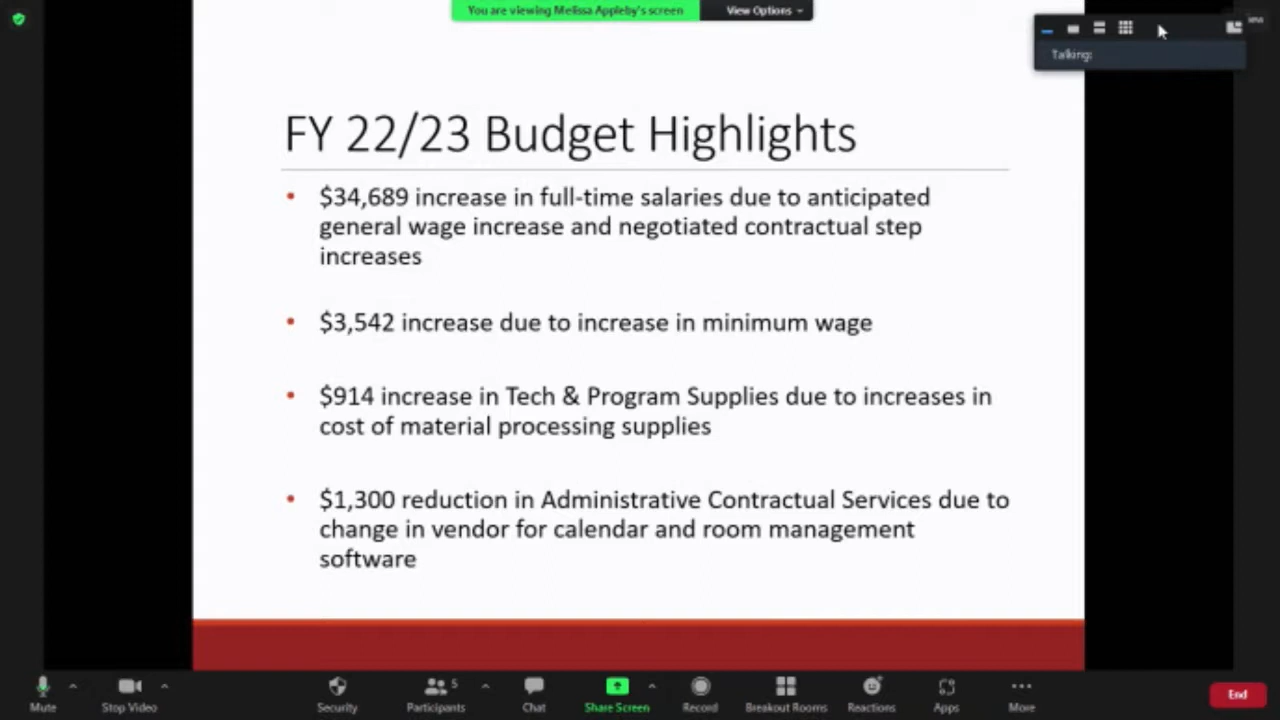 You are viewing Melissa Appleby's screen
View Options
Talking:
FY 22/23 Budget Highlights
• $34,689 increase in full-time salaries due to anticipated
general wage increase and negotiated contractual step
increases
• $3,542 increase due to increase in minimum wage
• $914 increase in Tech & Program Supplies due to increases in
cost of material processing supplies
• $1,300 reduction in Administrative Contractual Services due to
change in vendor for calendar and room management
software
Mute
Stop Video
Security
Participants 5
Chat
Share Screen
Record
Breakout Rooms
Reactions
Apps
More
End